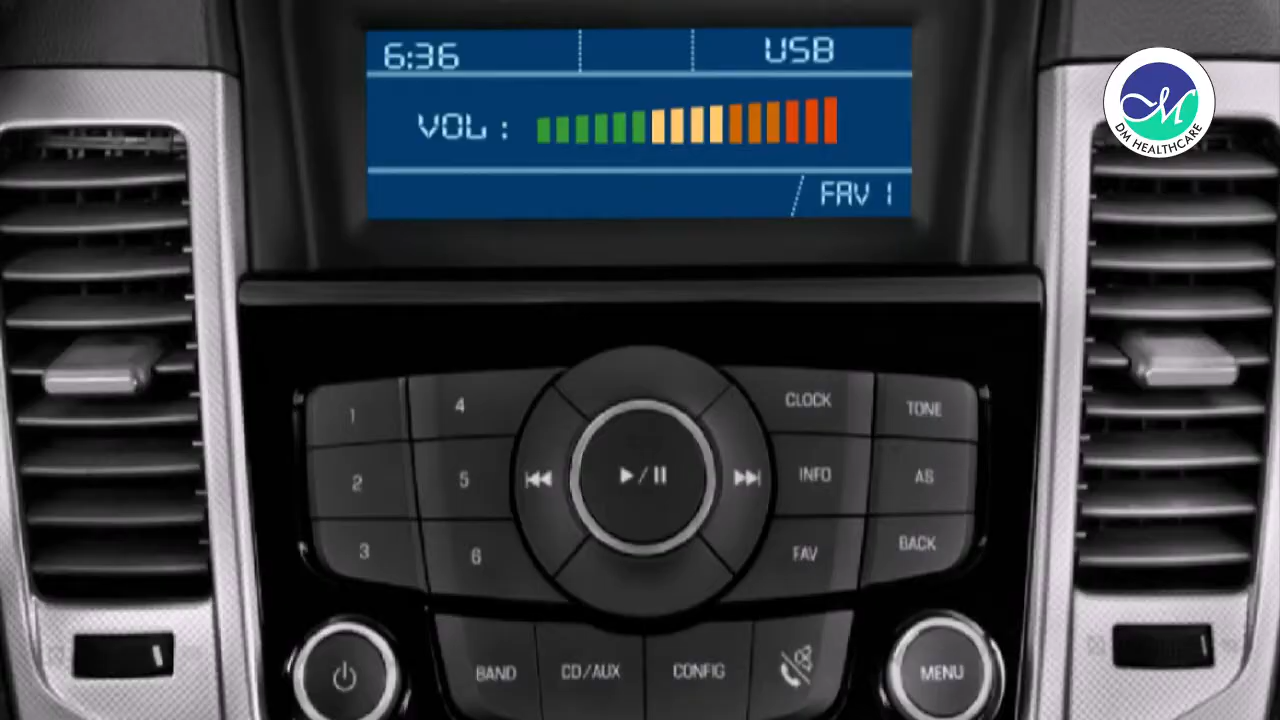 6:36
USB
VOL :
FAV 1
DM HEALTHCARE
1
4
CLOCK
TONE
2
5
INFO
AS
3
6
FAV
BACK
BAND
CD/AUX
CONFIG
MENU